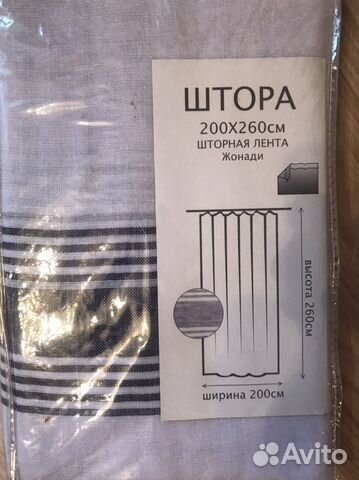 ШТОРА
200X260см
ШТОРНАЯ ЛЕНТА
Жонади
высота 260см
ширина 200см
Avito